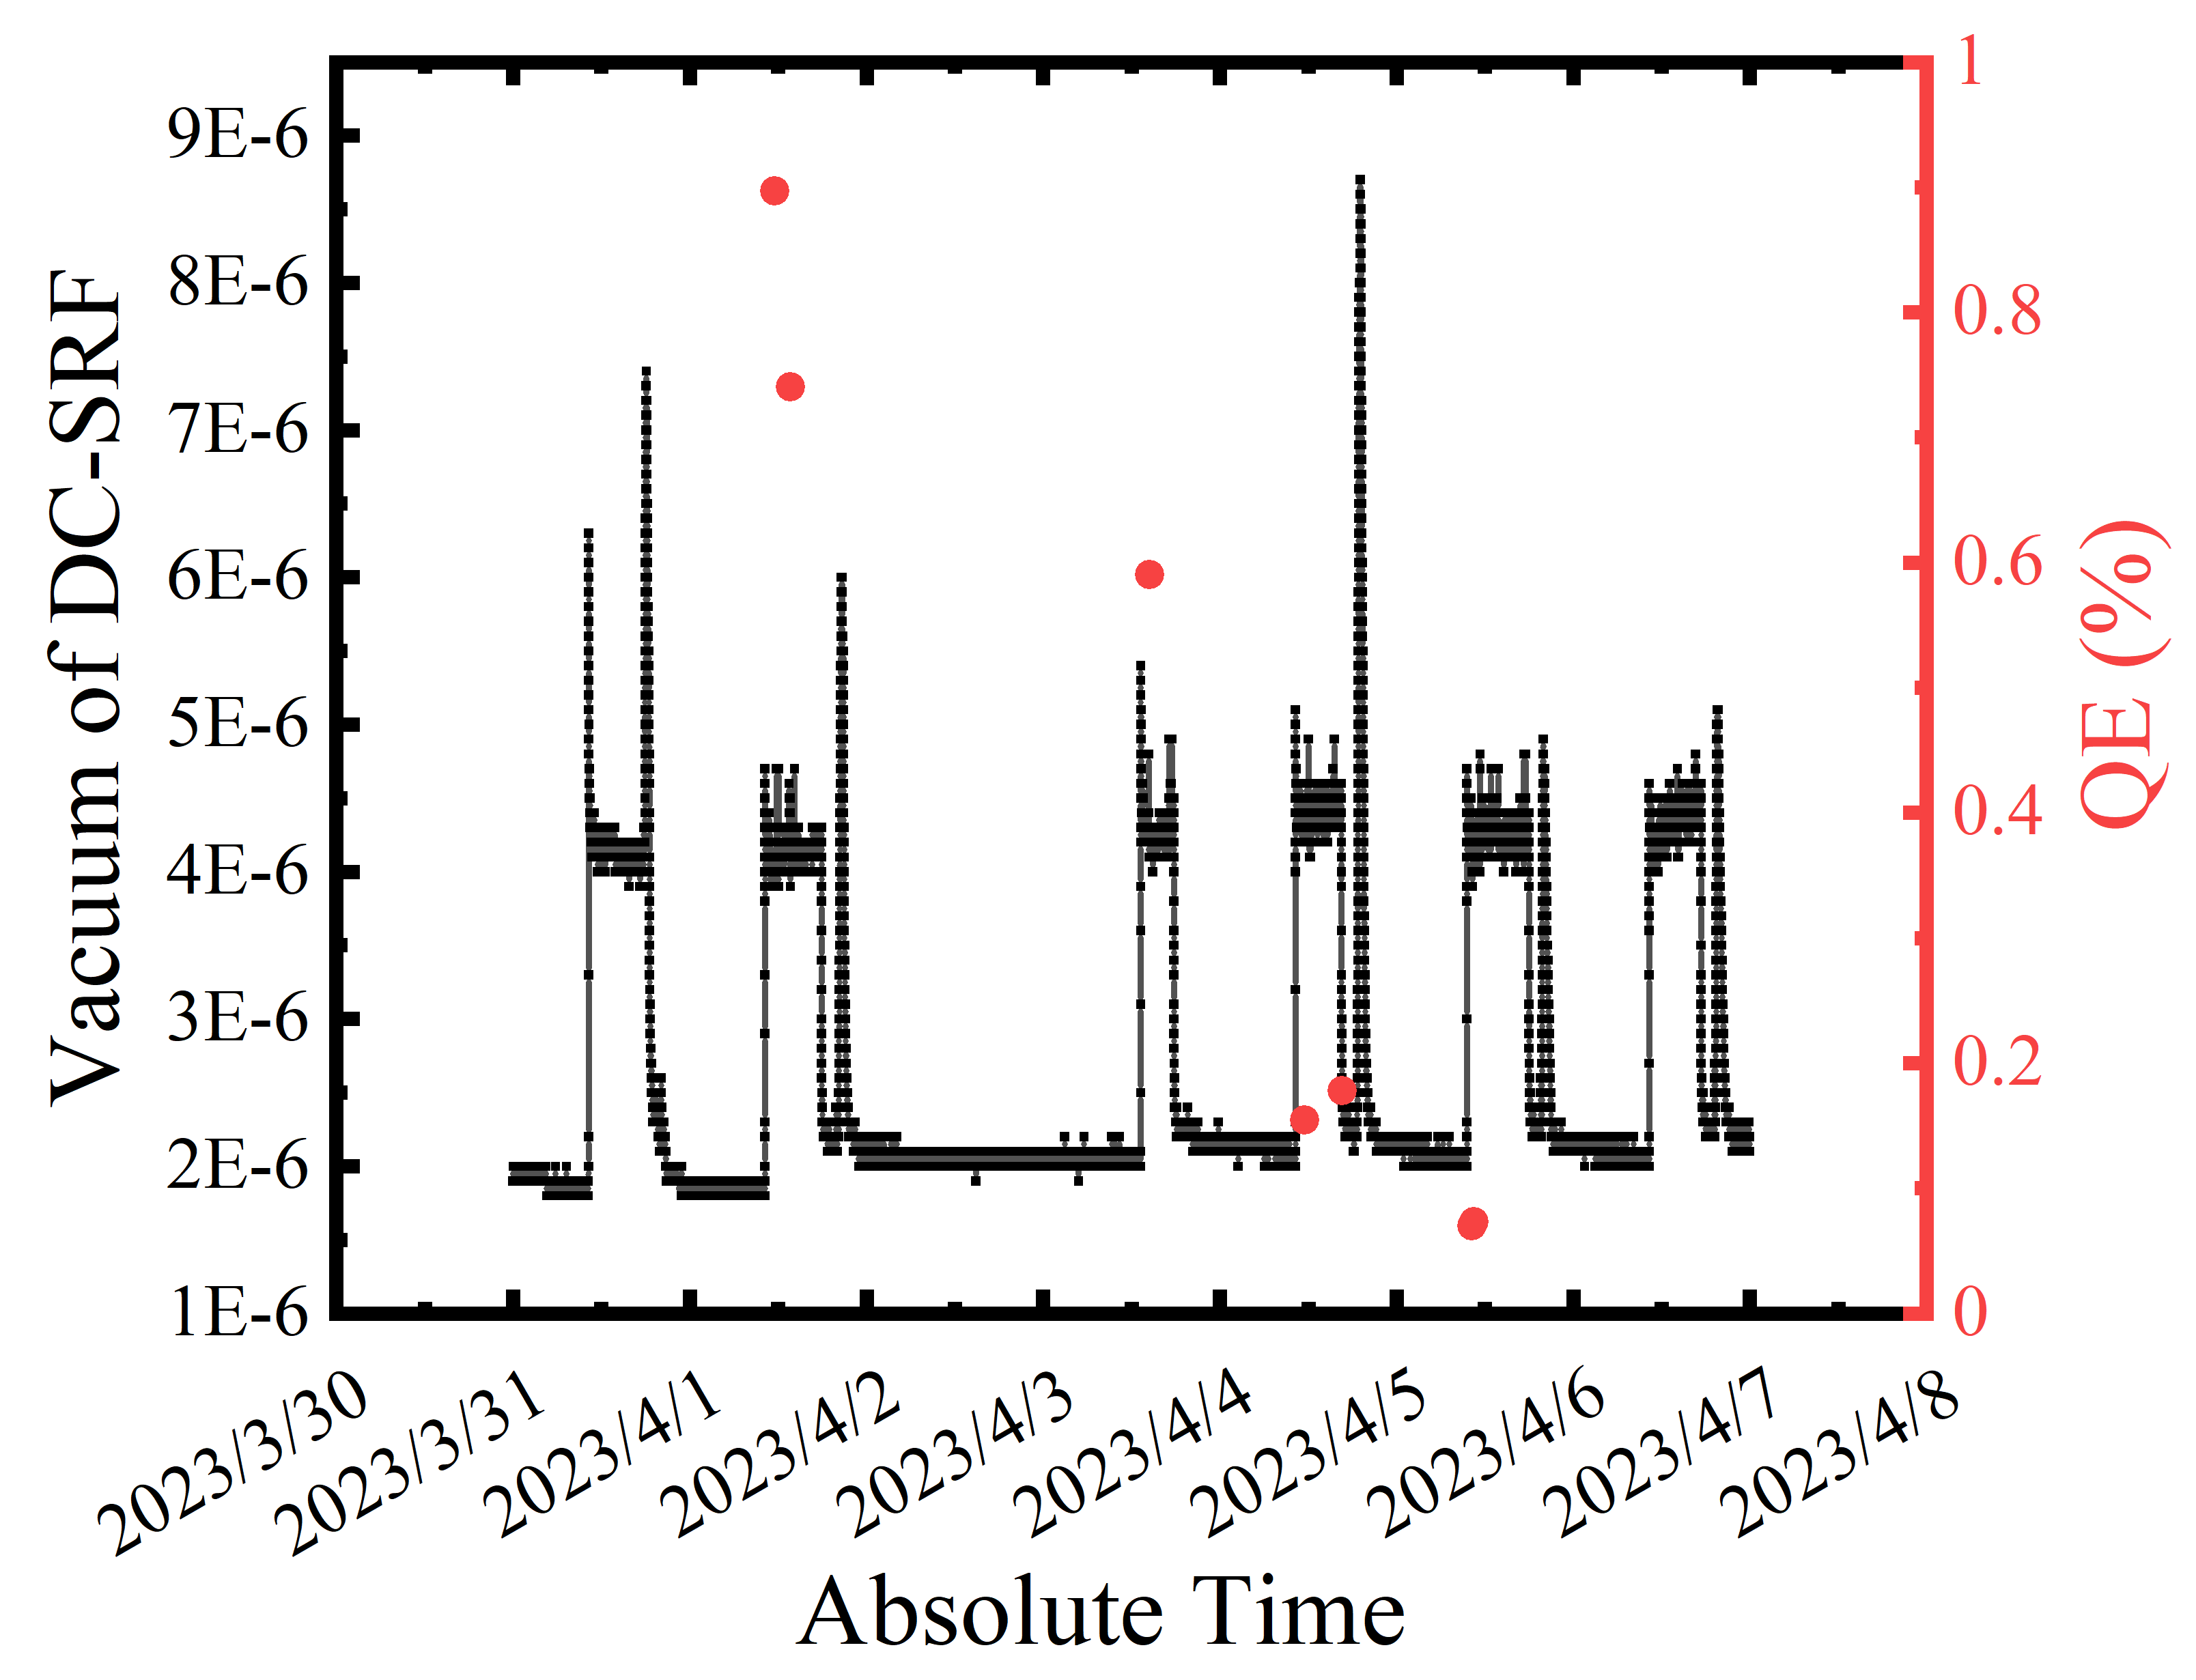 Vacuum of DC-SRF
9E-6
8E-6
7E-6
6E-6
5E-6
4E-6
3E-6
2E-6
1E-6
1
0.8
0.6
0.4
0.2
0
QE (%)
2023/3/30
2023/3/31
2023/4/1
2023/4/2
2023/4/3
2023/4/4
2023/4/5
2023/4/6
2023/4/7
2023/4/8
Absolute Time